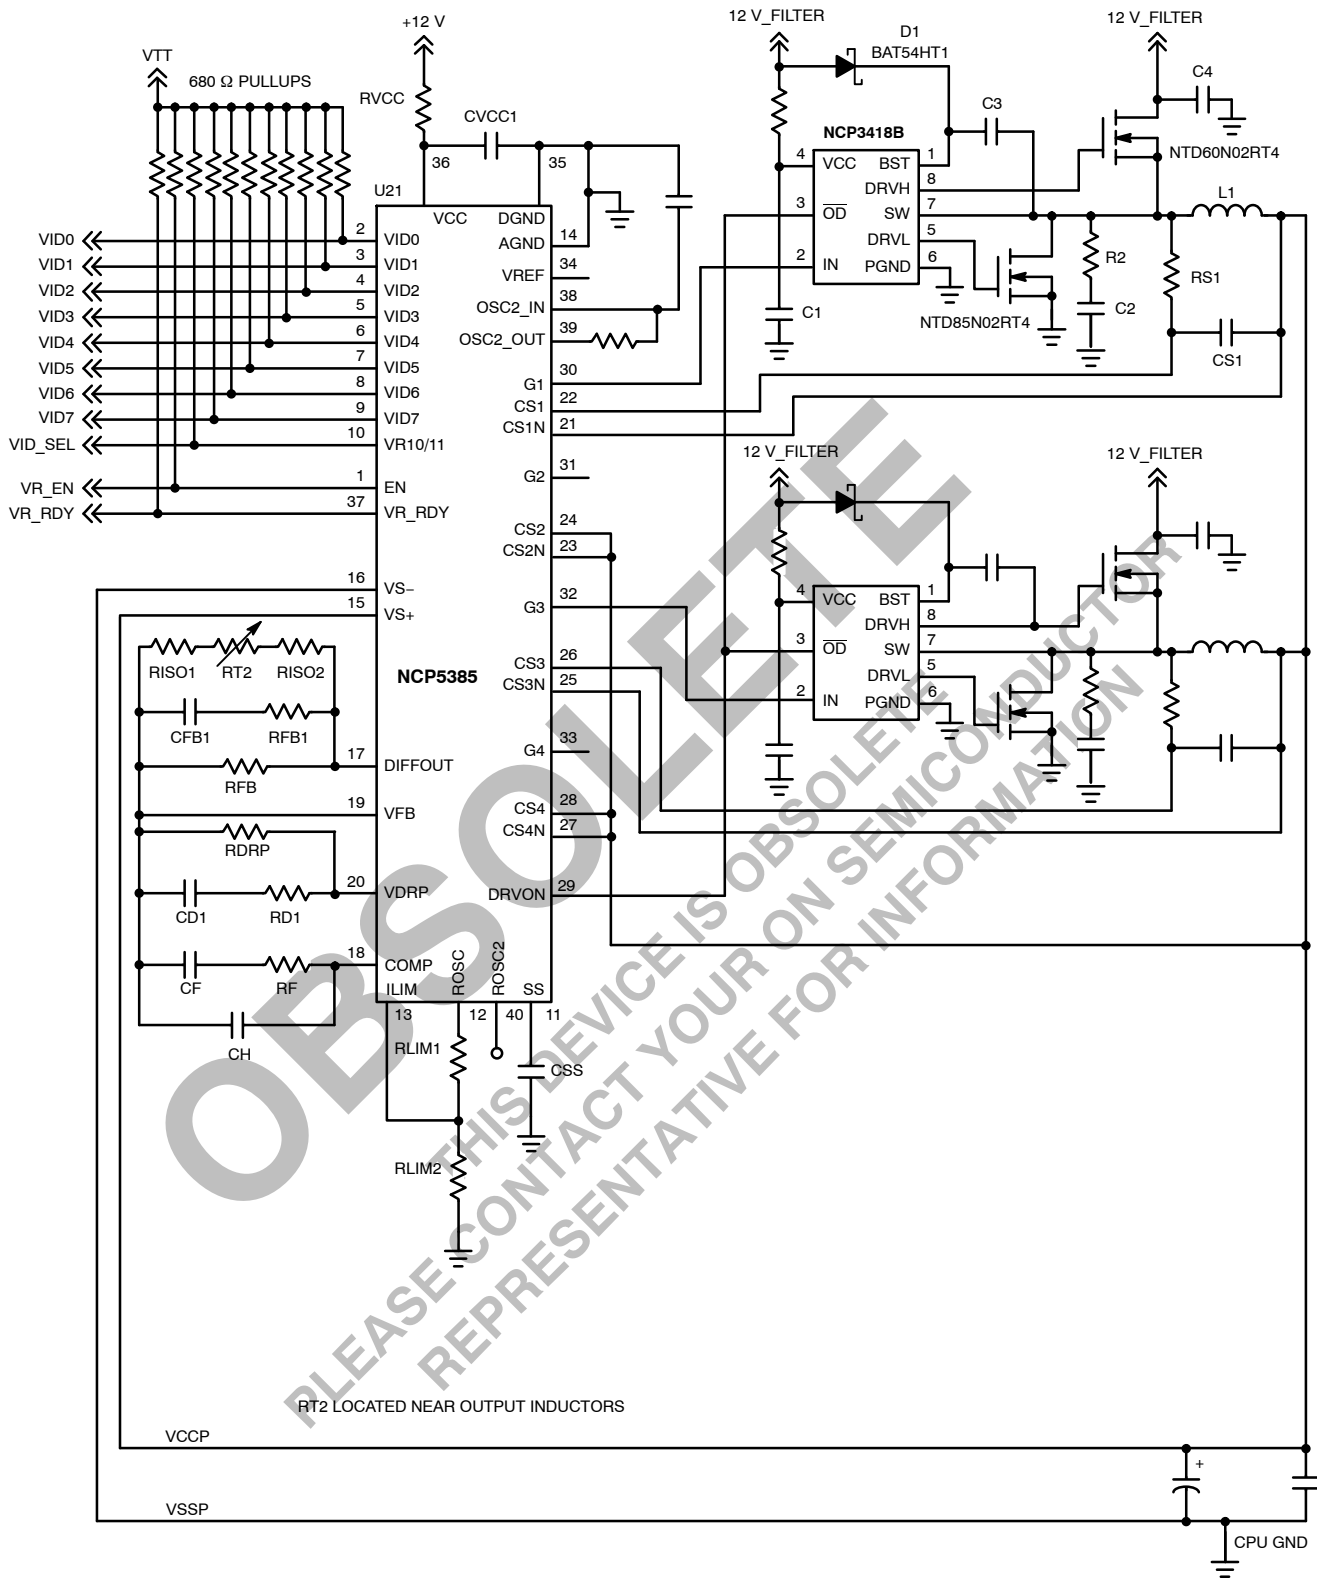 +12 V
12 V_FILTER
D1
BAT54HT1
12 V_FILTER
VTT
680 Ω PULLUPS
RVCC
CVCC1
C3
C4
36
35
NCP3418B
NTD60N02RT4
U21
VCC
DGND
4
VCC
BST
1
DRVH
8
3
OD
SW
7
DRVL
5
2
IN
PGND
6
L1
R2
RS1
C1
NTD85N02RT4
C2
CS1
VID0
2
VID0
AGND
14
VID1
3
VID1
VREF
34
VID2
4
VID2
OSC2_IN
38
VID3
5
VID3
VID4
6
VID4
OSC2_OUT
39
VID5
7
VID5
G1
30
VID6
8
VID6
CS1
22
VID7
9
VID7
CS1N
21
VID_SEL
10
VR10/11
G2
31
VR_EN
1
EN
VR_RDY
37
VR_RDY
CS2
24
CS2N
23
12 V_FILTER
12 V_FILTER
16
VS−
G3
32
15
VS+
4
VCC
BST
1
DRVH
8
3
OD
SW
7
DRVL
5
2
IN
PGND
6
RISO1
RT2
RISO2
NCP5385
CS3
26
CS3N
25
CFB1
RFB1
17
DIFFOUT
G4
33
RFB
19
VFB
CS4
28
CS4N
27
RDRP
20
VDRP
DRVON
29
CD1
RD1
18
COMP
CF
RF
ILIM
ROSC
ROSC2
SS
13
12
40
11
CH
RLIM1
CSS
RLIM2
OBSOLETE
THIS DEVICE IS OBSOLETE
PLEASE CONTACT YOUR ON SEMICONDUCTOR
REPRESENTATIVE FOR INFORMATION
RT2 LOCATED NEAR OUTPUT INDUCTORS
VCCP
+
VSSP
CPU GND